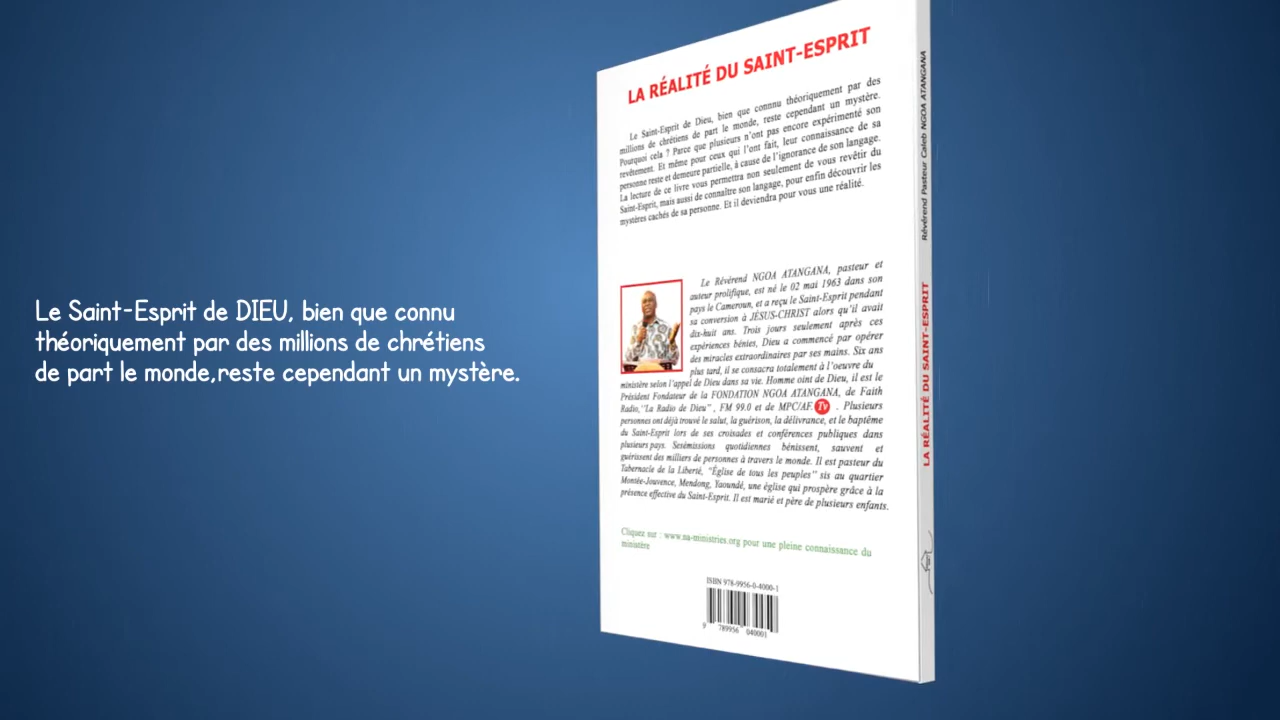 Le Saint-Esprit de DIEU, bien que connu
théoriquement par des millions de chrétiens
de part le monde,reste cependant un mystère.
LA RÉALITÉ DU SAINT-ESPRIT
Le Saint-Esprit de Dieu, bien que connnu théoriquement par des
millions de chrétiens de part le monde, reste cependant un mystère.
Pourquoi cela ? Parce que plusieurs n'ont pas encore expérimenté son
revêtement. Et même pour ceux qui l'ont fait, leur connaissance de sa
personne reste et demeure partielle, à cause de l'ignorance de son langage.
La lecture de ce livre vous permettra non seulement de vous revêtir du
Saint-Esprit, mais aussi de connaître son langage, pour enfin découvrir les
mystères cachés de sa personne. Et il deviendra pour vous une réalité.
Le Révérend NGOA ATANGANA, pasteur et
auteur prolifique, est né le 02 mai 1963 dans son
pays le Cameroun, et a reçu le Saint-Esprit pendant
sa conversion à JÉSUS-CHRIST alors qu'il avait
dix-huit ans. Trois jours seulement après ces
expériences bénies, Dieu a commencé par opérer
des miracles extraordinaires par ses mains. Six ans
plus tard, il se consacra totalement à l'oeuvre du
ministère selon l'appel de Dieu dans sa vie. Homme oint de Dieu, il est le
Président Fondateur de la FONDATION NGOA ATANGANA, de Faith
Radio,"La Radio de Dieu" , FM 99.0 et de MPC/AF. Tv . Plusieurs
personnes ont déjà trouvé le salut, la guérison, la délivrance, et le baptême
du Saint-Esprit lors de ses croisades et conférences publiques dans
plusieurs pays. Sesémissions quotidiennes bénissent, sauvent et
guérissent des milliers de personnes à travers le monde. Il est pasteur du
Tabernacle de la Liberté, "Église de tous les peuples" sis au quartier
Montée-Jouvence, Mendong, Yaoundé, une église qui prospère grâce à la
présence effective du Saint-Esprit. Il est marié et père de plusieurs enfants.
Cliquez sur : www.na-ministries.org pour une pleine connaissance du
ministère
ISBN 978-9956-0-4000-1
9 789956 040001
Révérend Pasteur Caleb NGOA ATANGANA
LA RÉALITÉ DU SAINT-ESPRIT